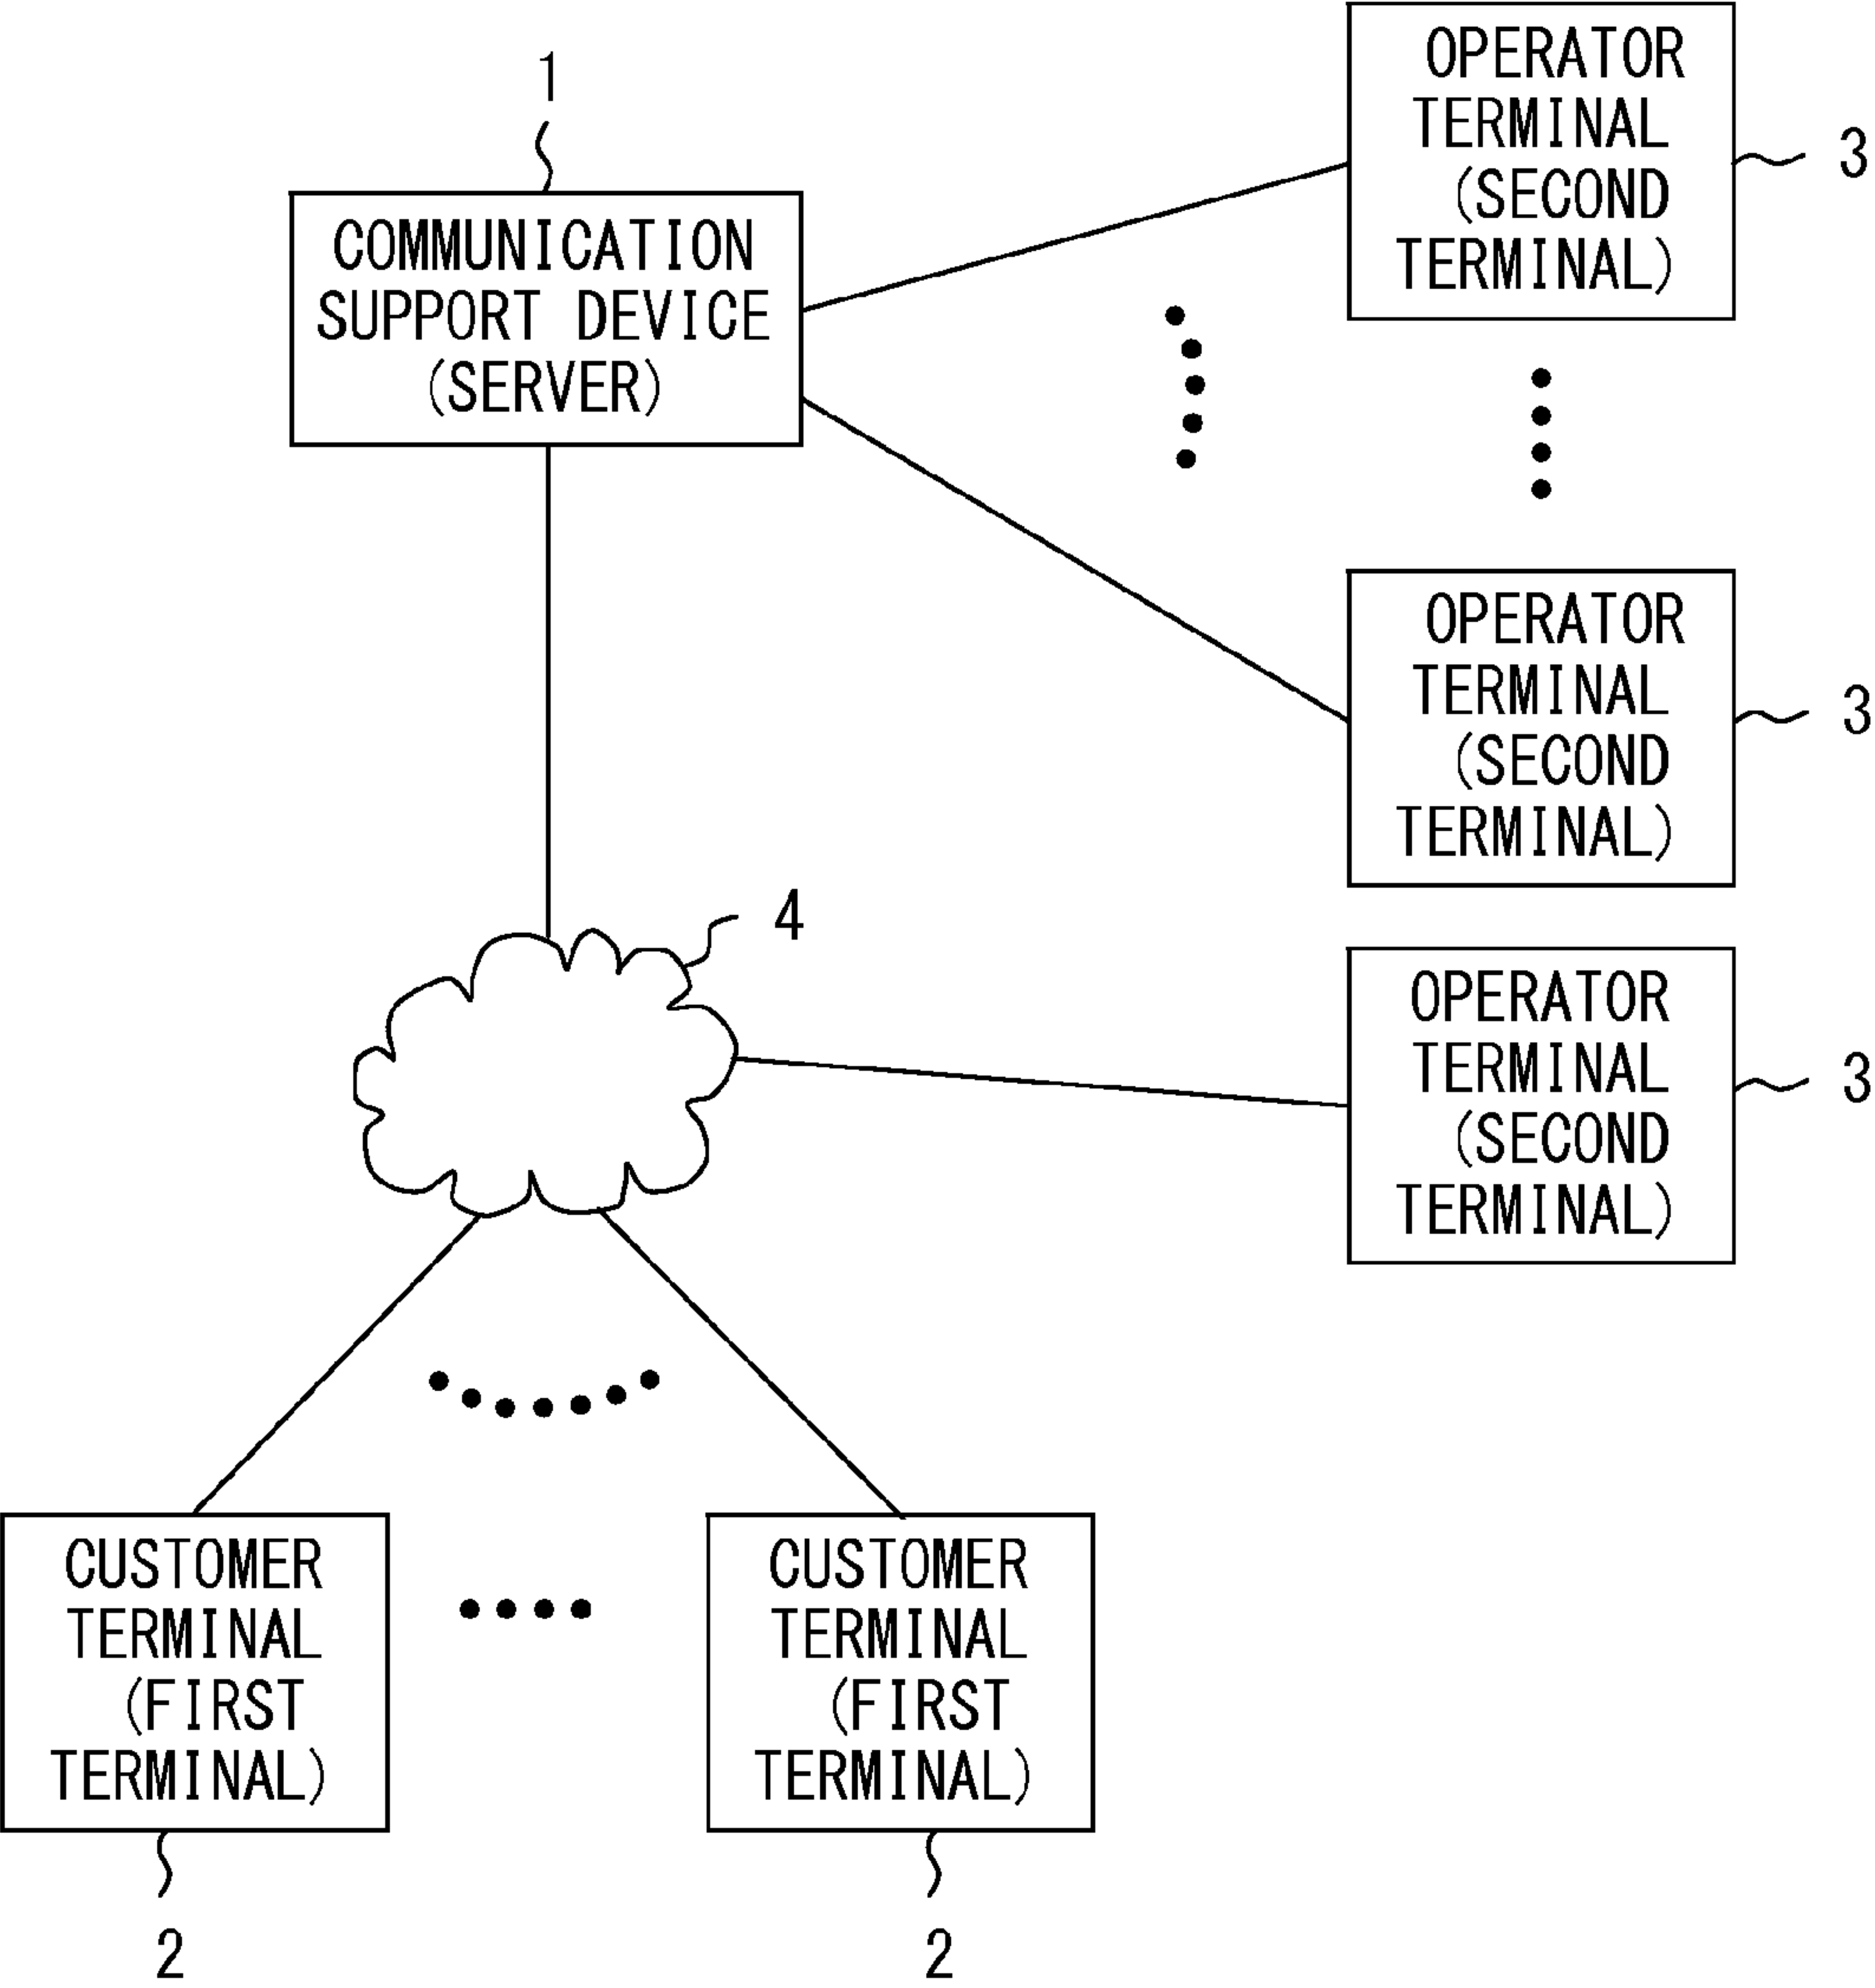 1
COMMUNICATION
SUPPORT DEVICE
(SERVER)
OPERATOR
TERMINAL
(SECOND
TERMINAL)
3
OPERATOR
TERMINAL
(SECOND
TERMINAL)
3
4
OPERATOR
TERMINAL
(SECOND
TERMINAL)
3
CUSTOMER
TERMINAL
(FIRST
TERMINAL)
2
CUSTOMER
TERMINAL
(FIRST
TERMINAL)
2